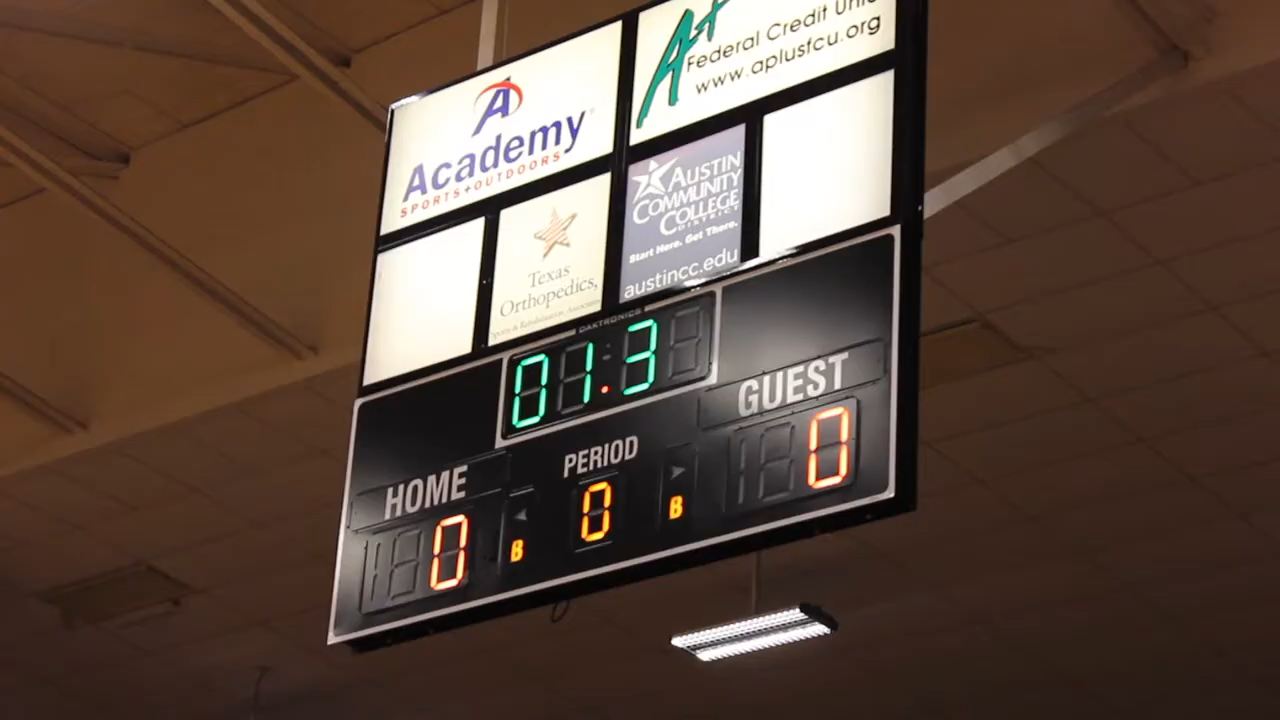 A
Academy
SPORTS+OUTDOORS
A+
Federal Credit
www.aplusfcu.org
Texas
Orthopedics,
Sports & Rehabilitation Associates
AUSTIN
COMMUNITY
COLLEGE
DISTRICT
Start Here. Get There.
austincc.edu
DAKTRONICS
01.3
HOME
0
PERIOD
0
B
B
GUEST
0